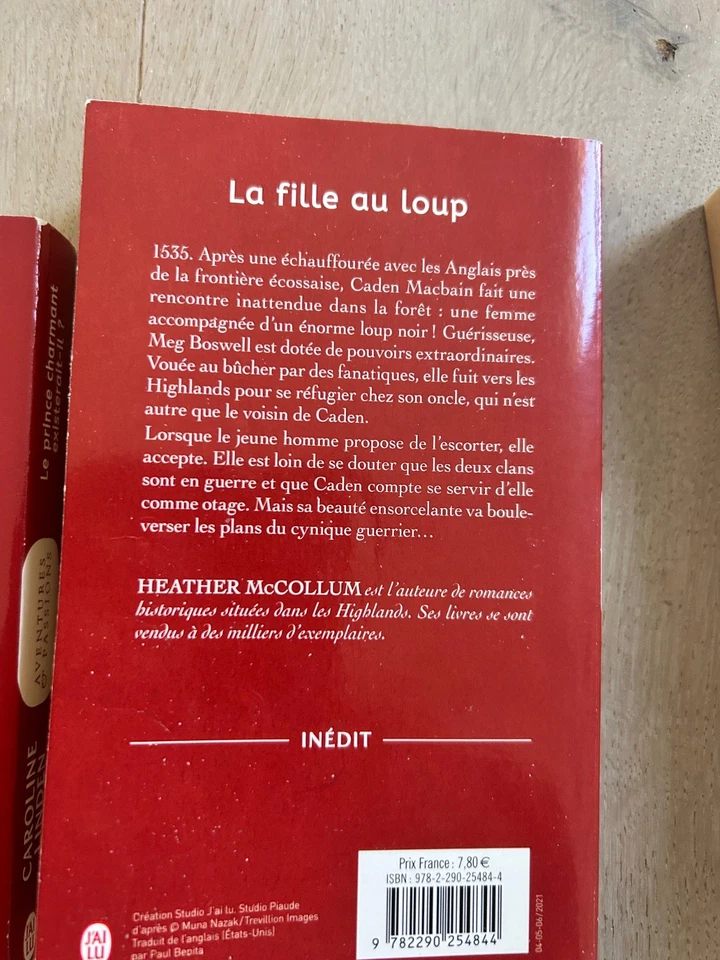 La fille au loup
1535. Après une échauffourée avec les Anglais près
de la frontière écossaise, Caden Macbain fait une
rencontre inattendue dans la forêt : une femme
accompagnée d'un énorme loup noir ! Guérisseuse,
Meg Boswell est dotée de pouvoirs extraordinaires.
Vouée au bûcher par des fanatiques, elle fuit vers les
Highlands pour se réfugier chez son oncle, qui n'est
autre que le voisin de Caden.
Lorsque le jeune homme propose de l'escorter, elle
accepte. Elle est loin de se douter que les deux clans
sont en guerre et que Caden compte se servir d'elle
comme otage. Mais sa beauté ensorcelante va boule-
verser les plans du cynique guerrier…
HEATHER McCOLLUM est l'auteure de romances
historiques situées dans les Highlands. Ses livres se sont
vendus à des milliers d'exemplaires.
INÉDIT
Prix France : 7,80 €
ISBN : 978-2-290-25484-4
9 782290 254844
04-05-06/2021
J'AI
LU
Création Studio J'ai lu. Studio Piaude
d'après © Muna Nazak/Trevillion Images
Traduit de l'anglais (États-Unis)
par Paul Benita
Le prince charmant
existerait-il ?
AVENTURES
& PASSIONS
CAROLINE
LINDEN